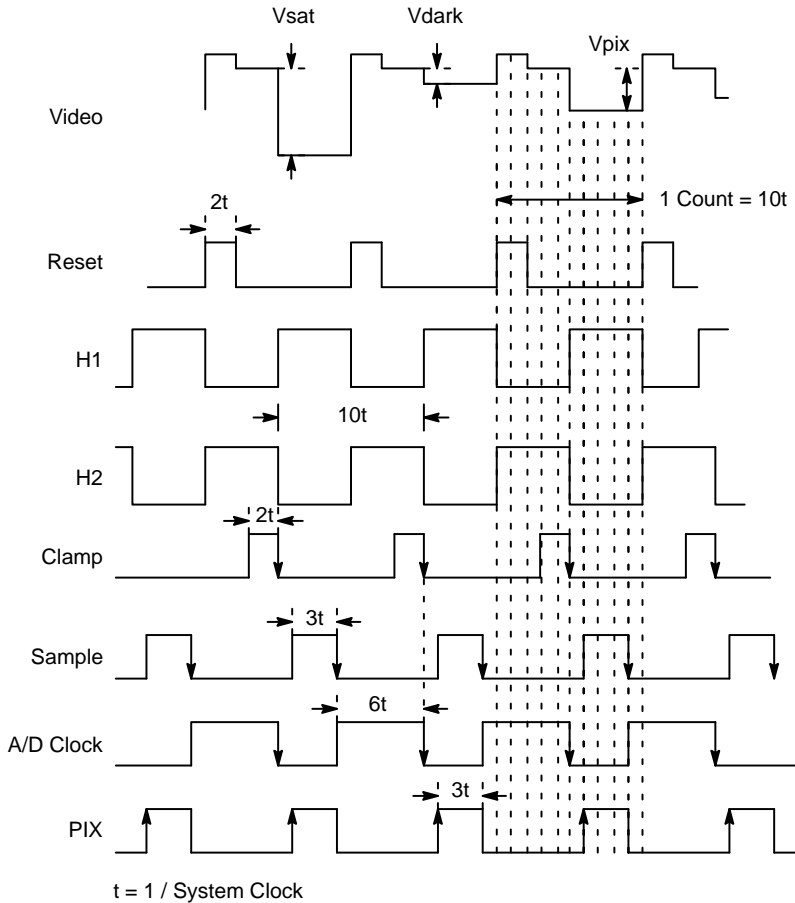 Vsat
Vdark
Vpix
Video
1 Count = 10t
2t
Reset
H1
10t
H2
2t
Clamp
3t
Sample
6t
A/D Clock
3t
PIX
t = 1 / System Clock